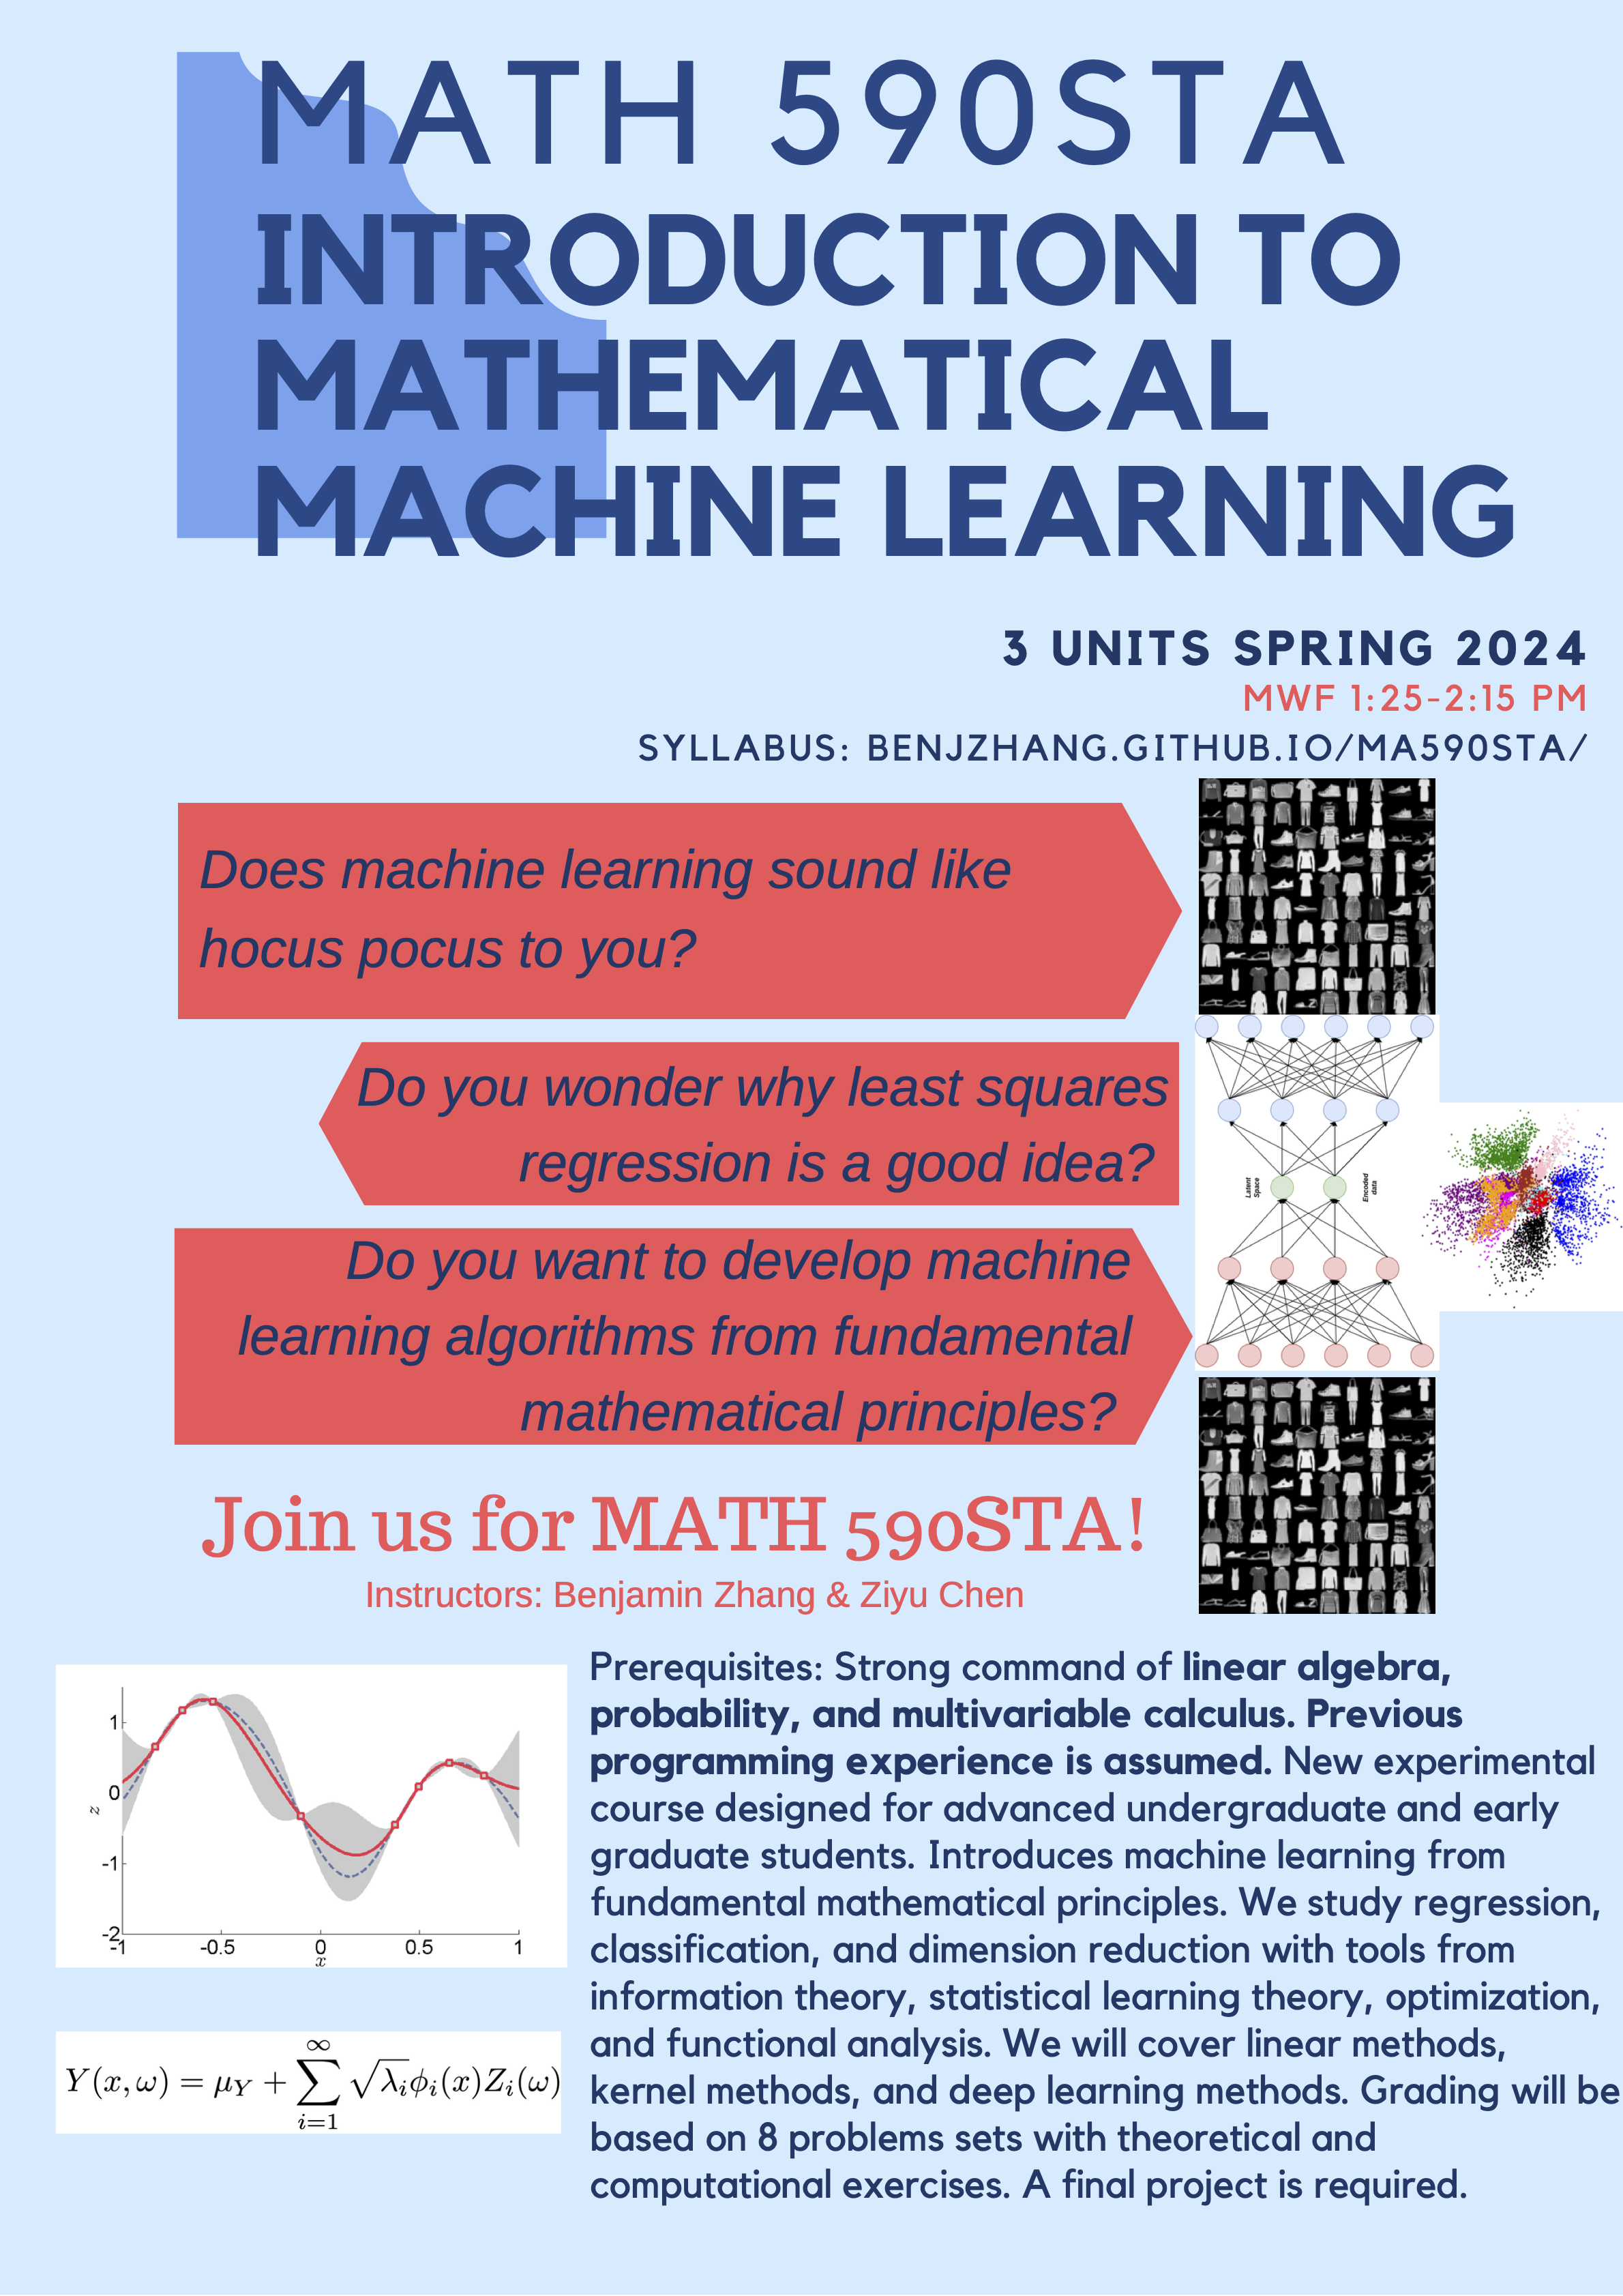 MATH 590STA
INTRODUCTION TO
MATHEMATICAL
MACHINE LEARNING
3 UNITS SPRING 2024
MWF 1:25-2:15 PM
SYLLABUS: BENJZHANG.GITHUB.IO/MA590STA/
Does machine learning sound like
hocus pocus to you?
Do you wonder why least squares
regression is a good idea?
Latent
Space
Encoded
data
Do you want to develop machine
learning algorithms from fundamental
mathematical principles?
Join us for MATH 590STA!
Instructors: Benjamin Zhang & Ziyu Chen
1
0
-1
-2
z
-1
-0.5
0
0.5
1
x
Y(x, ω) = μ_Y + ∑_{i=1}^{∞} √λ_i ϕ_i(x) Z_i(ω)
Prerequisites: Strong command of linear algebra,
probability, and multivariable calculus. Previous
programming experience is assumed. New experimental
course designed for advanced undergraduate and early
graduate students. Introduces machine learning from
fundamental mathematical principles. We study regression,
classification, and dimension reduction with tools from
information theory, statistical learning theory, optimization,
and functional analysis. We will cover linear methods,
kernel methods, and deep learning methods. Grading will be
based on 8 problems sets with theoretical and
computational exercises. A final project is required.